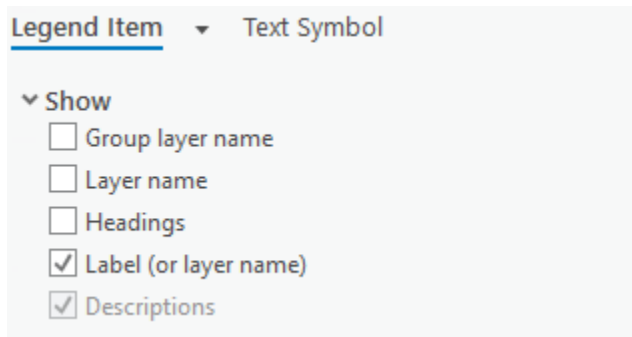 Legend Item Text Symbol
Show
Group layer name
Layer name
Headings
Label (or layer name)
Descriptions